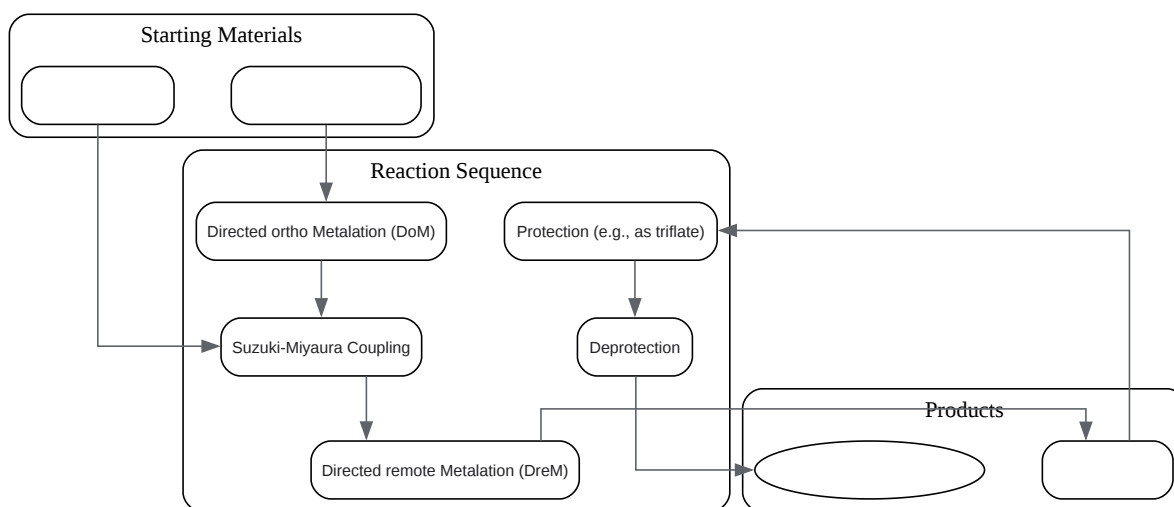 Starting Materials
Reaction Sequence
Directed ortho Metalation (DoM)
Protection (e.g., as triflate)
Suzuki-Miyaura Coupling
Deprotection
Products
Directed remote Metalation (DreM)